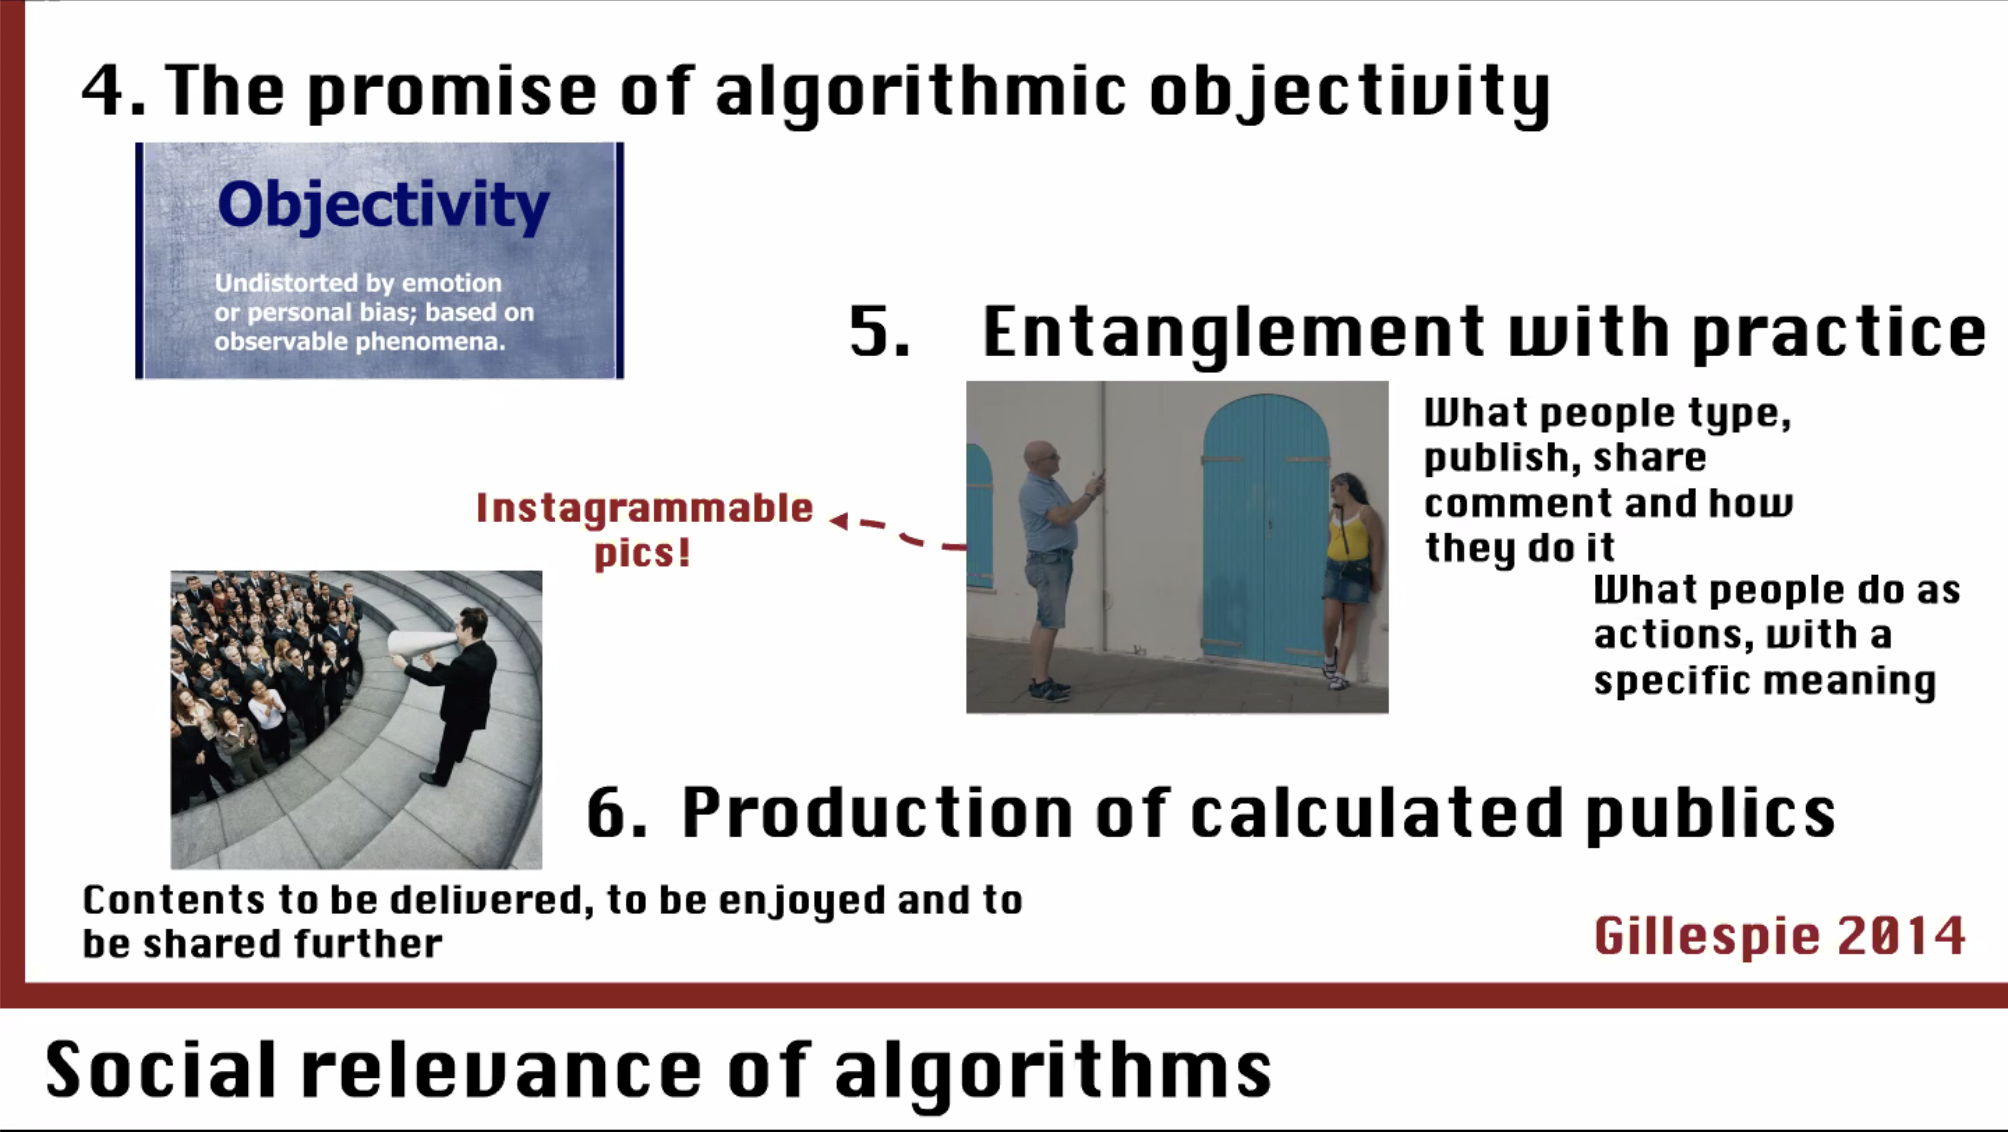 4. The promise of algorithmic objectivity
Objectivity
Undistorted by emotion
or personal bias; based on
observable phenomena.
5. Entanglement with practice
What people type,
publish, share
comment and how
they do it
What people do as
actions, with a
specific meaning
Instagrammable
pics!
6. Production of calculated publics
Contents to be delivered, to be enjoyed and to
be shared further
Gillespie 2014
Social relevance of algorithms